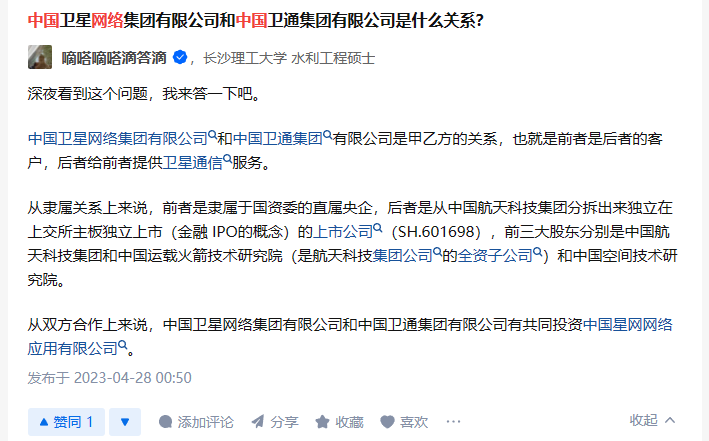 中国卫星网络集团有限公司和中国卫通集团有限公司是什么关系?
嘀嗒嘀嗒滴答滴 ，长沙理工大学 水利工程硕士
深夜看到这个问题，我来答一下吧。
中国卫星网络集团有限公司和中国卫通集团有限公司是甲乙方的关系，也就是前者是后者的客
户，后者给前者提供卫星通信服务。
从隶属关系上来说，前者是隶属于国资委的直属央企，后者是从中国航天科技集团分拆出来独立在
上交所主板独立上市（金融 IPO的概念）的上市公司（SH.601698），前三大股东分别是中国航
天科技集团和中国运载火箭技术研究院（是航天科技集团公司的全资子公司）和中国空间技术研
究院。
从双方合作上来说，中国卫星网络集团有限公司和中国卫通集团有限公司有共同投资中国星网网络
应用有限公司。
发布于 2023-04-28 00:50
赞同 1 添加评论 分享 收藏 喜欢 ··· 收起